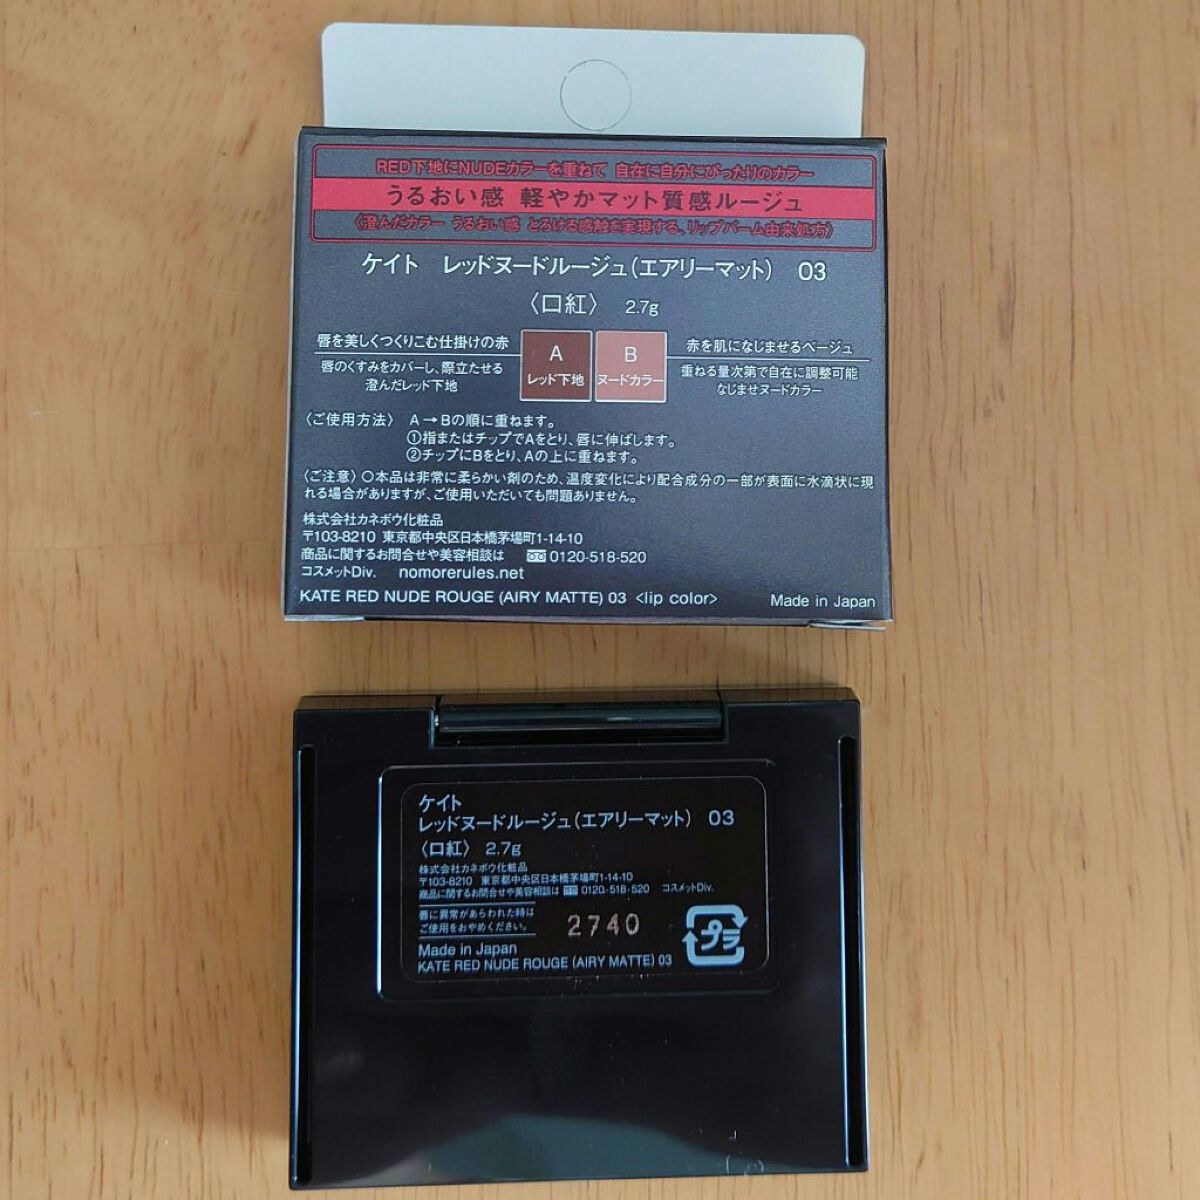 RED下地にNUDEカラーを重ねて 自在に自分にぴったりのカラー
うるおい感 軽やかマット質感ルージュ
〈澄んだカラー うるおい感 とろける感触を実現する、リップバーム由来処方〉
ケイト レッドヌードルージュ(エアリーマット) 03
〈口紅〉 2.7g
唇を美しくつくりこむ仕掛けの赤
唇のくすみをカバーし、際立たせる
澄んだレッド下地
A
レッド下地
B
ヌードカラー
赤を肌になじませるベージュ
重ねる量次第で自在に調整可能
なじませヌードカラー
〈ご使用方法〉 A→Bの順に重ねます。
①指またはチップでAをとり、唇に伸ばします。
②チップにBをとり、Aの上に重ねます。
〈ご注意〉○本品は非常に柔らかい剤のため、温度変化により配合成分の一部が表面に水滴状に現
れる場合がありますが、ご使用いただいても問題ありません。
株式会社カネボウ化粧品
〒103-8210 東京都中央区日本橋茅場町1-14-10
商品に関するお問合せや美容相談は 0120-518-520
コスメットDiv. nomorerules.net
KATE RED NUDE ROUGE (AIRY MATTE) 03 <lip color> Made in Japan
ケイト
レッドヌードルージュ(エアリーマット) 03
〈口紅〉 2.7g
株式会社カネボウ化粧品
〒103-8210 東京都中央区日本橋茅場町1-14-10
商品に関するお問合せや美容相談は 0120-518-520 コスメットDiv.
唇に異常があらわれた時は
ご使用をおやめください。
2740
プラ
Made in Japan
KATE RED NUDE ROUGE (AIRY MATTE) 03